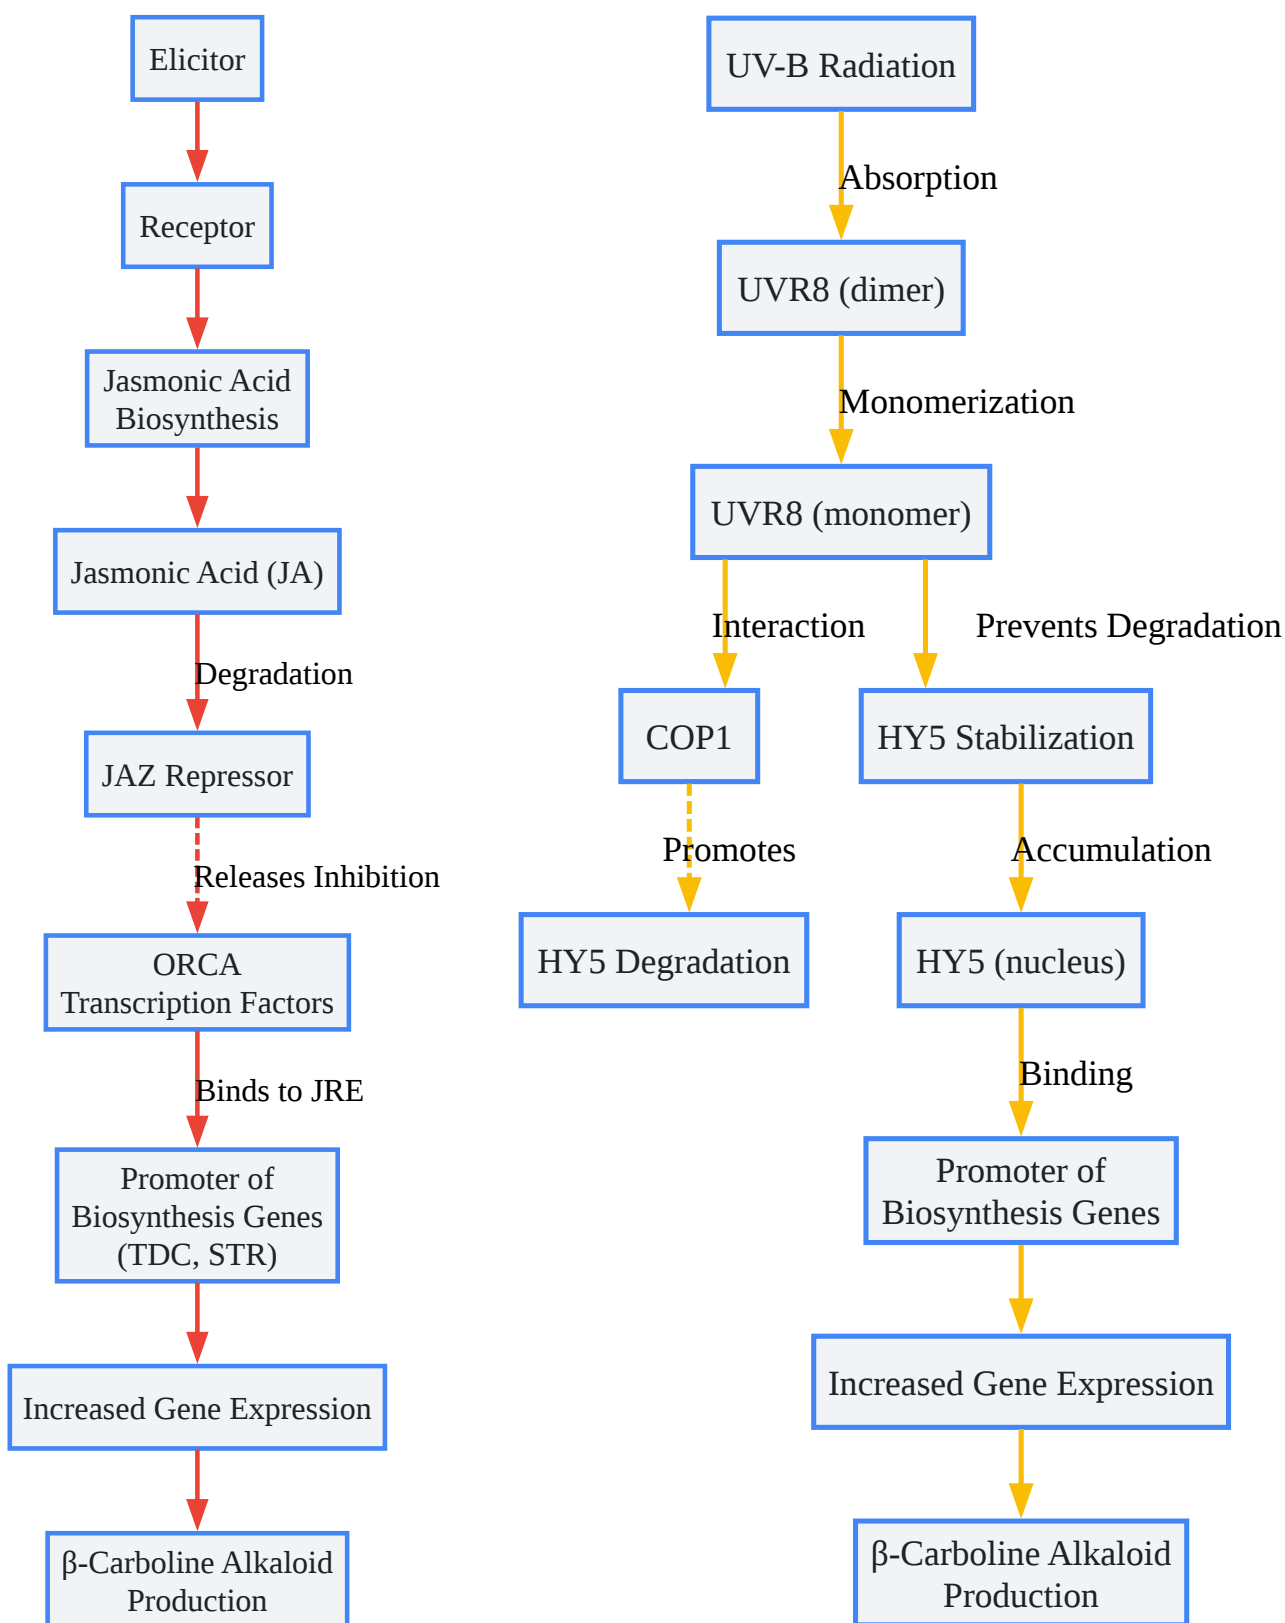 Elicitor
Receptor
Jasmonic Acid
Biosynthesis
Jasmonic Acid (JA)
Degradation
JAZ Repressor
Releases Inhibition
ORCA
Transcription Factors
Binds to JRE
Promoter of
Biosynthesis Genes
(TDC, STR)
Increased Gene Expression
β-Carboline Alkaloid
Production
UV-B Radiation
Absorption
UVR8 (dimer)
Monomerization
UVR8 (monomer)
Interaction
Prevents Degradation
COP1
HY5 Stabilization
Promotes
Accumulation
HY5 Degradation
HY5 (nucleus)
Binding
Promoter of
Biosynthesis Genes
Increased Gene Expression
β-Carboline Alkaloid
Production